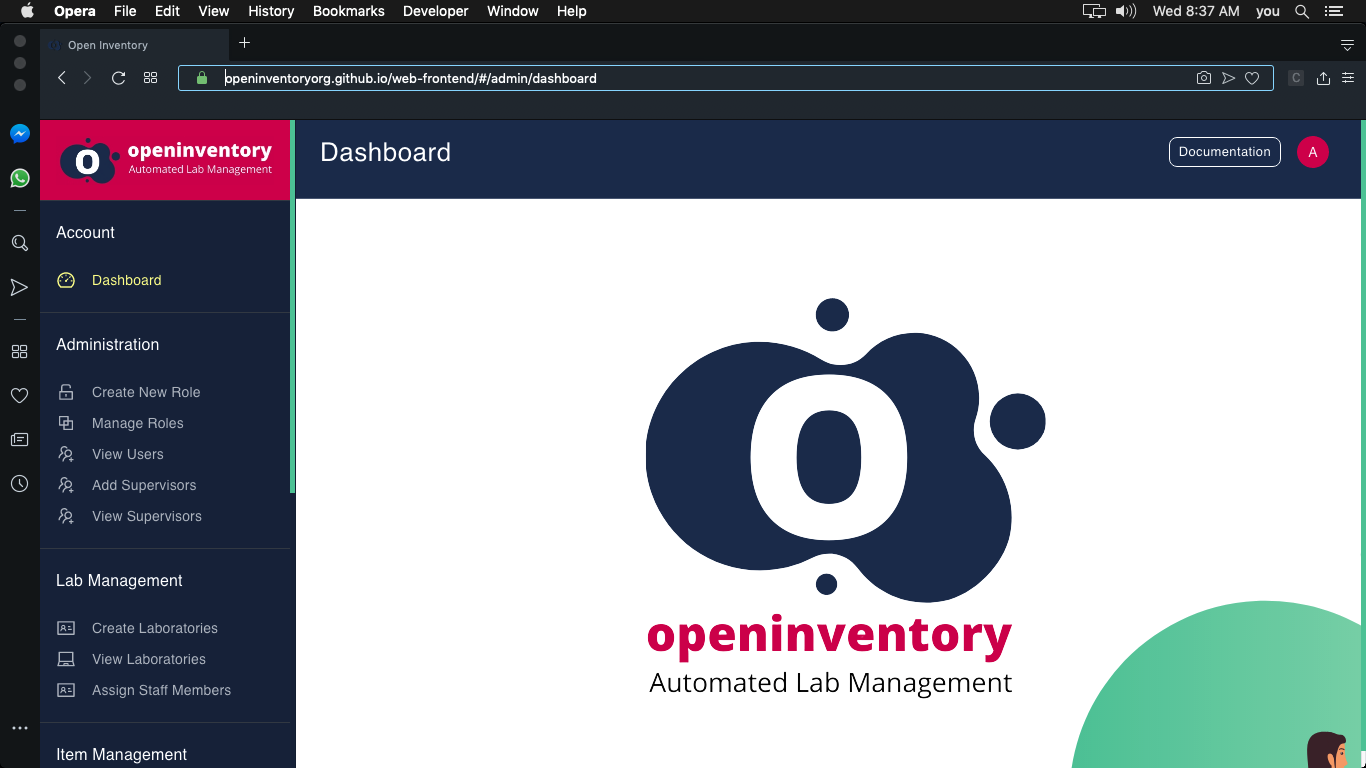 Opera File Edit View History Bookmarks Developer Window Help Wed 8:37 AM you
Open Inventory
openinventoryorg.github.io/web-frontend/#/admin/dashboard C
o openinventory
Automated Lab Management
Dashboard Documentation A
Account
Dashboard
Administration
Create New Role
Manage Roles
View Users
Add Supervisors
View Supervisors
Lab Management
Create Laboratories
View Laboratories
Assign Staff Members
Item Management
o
openinventory
Automated Lab Management